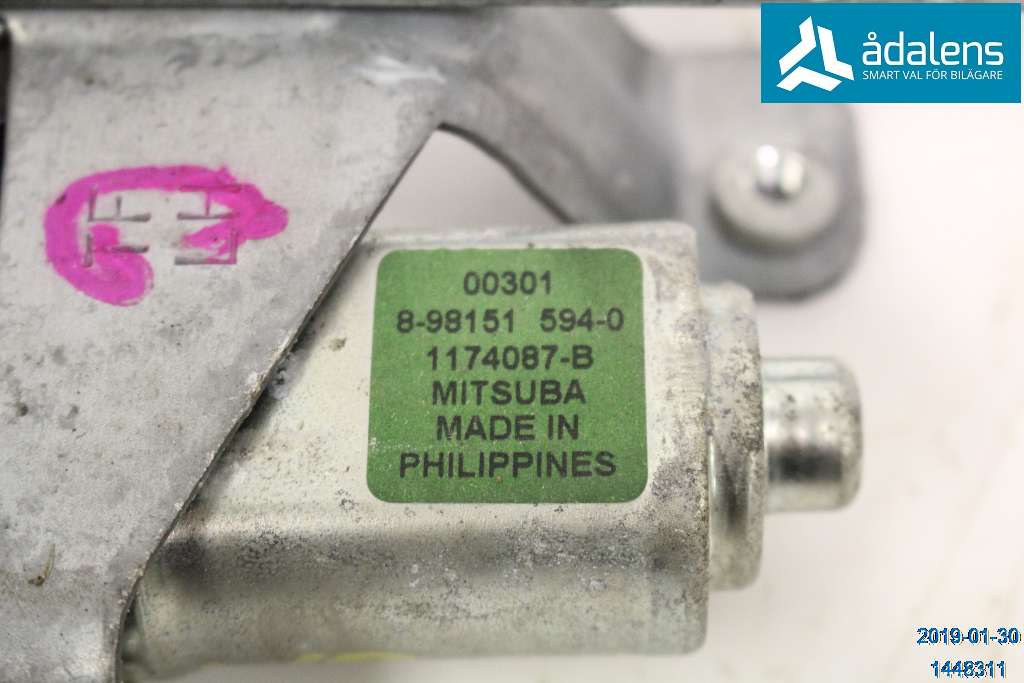 ådalens
SMART VAL FÖR BILÄGARE
00301
8-98151 594-0
1174087-B
MITSUBA
MADE IN
PHILIPPINES
2019-01-30
1448311